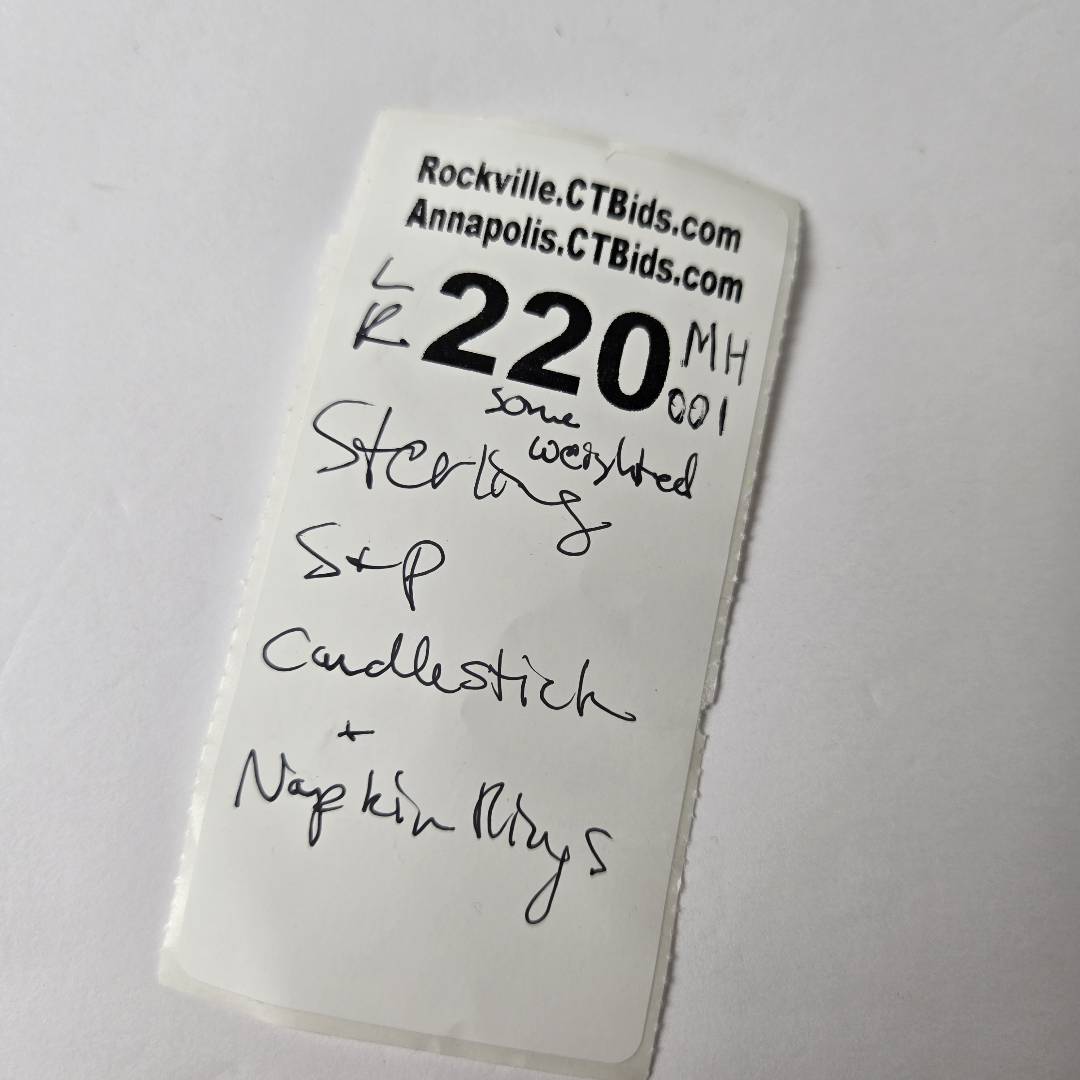 Rockville.CTBids.com
Annapolis.CTBids.com
L
R
220
MH
001
some
weighted
Sterling
S+P
Candlestick
+
Napkin Rings